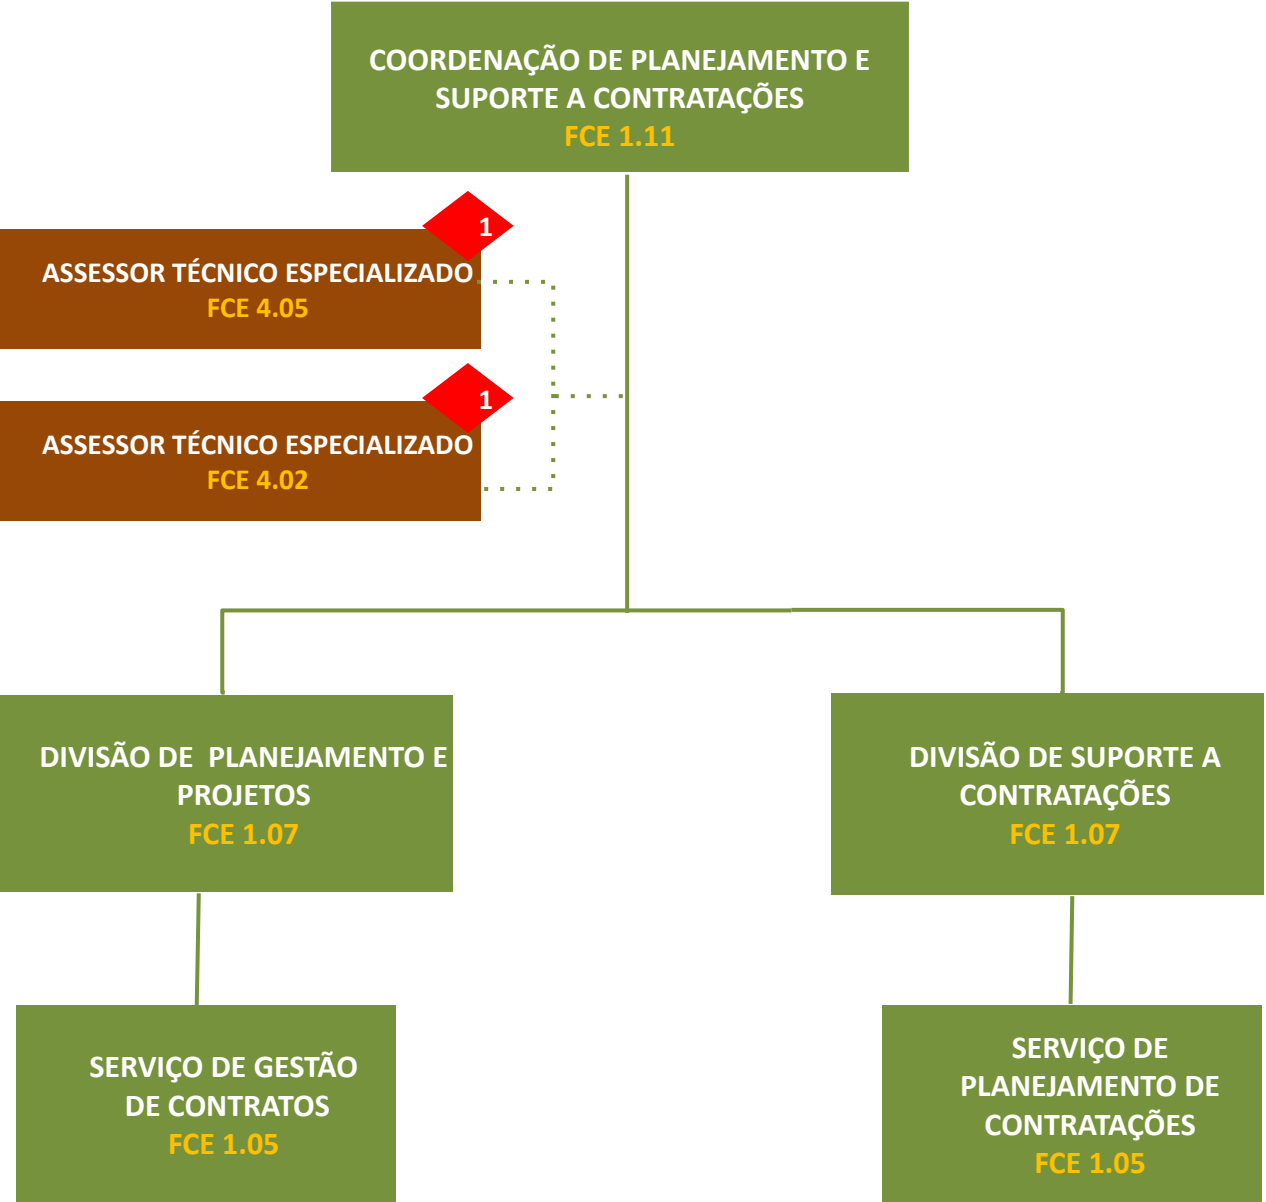 COORDENAÇÃO DE PLANEJAMENTO E
SUPORTE A CONTRATAÇÕES
FCE 1.11
1
ASSESSOR TÉCNICO ESPECIALIZADO
FCE 4.05
1
ASSESSOR TÉCNICO ESPECIALIZADO
FCE 4.02
DIVISÃO DE PLANEJAMENTO E
PROJETOS
FCE 1.07
DIVISÃO DE SUPORTE A
CONTRATAÇÕES
FCE 1.07
SERVIÇO DE GESTÃO
DE CONTRATOS
FCE 1.05
SERVIÇO DE
PLANEJAMENTO DE
CONTRATAÇÕES
FCE 1.05